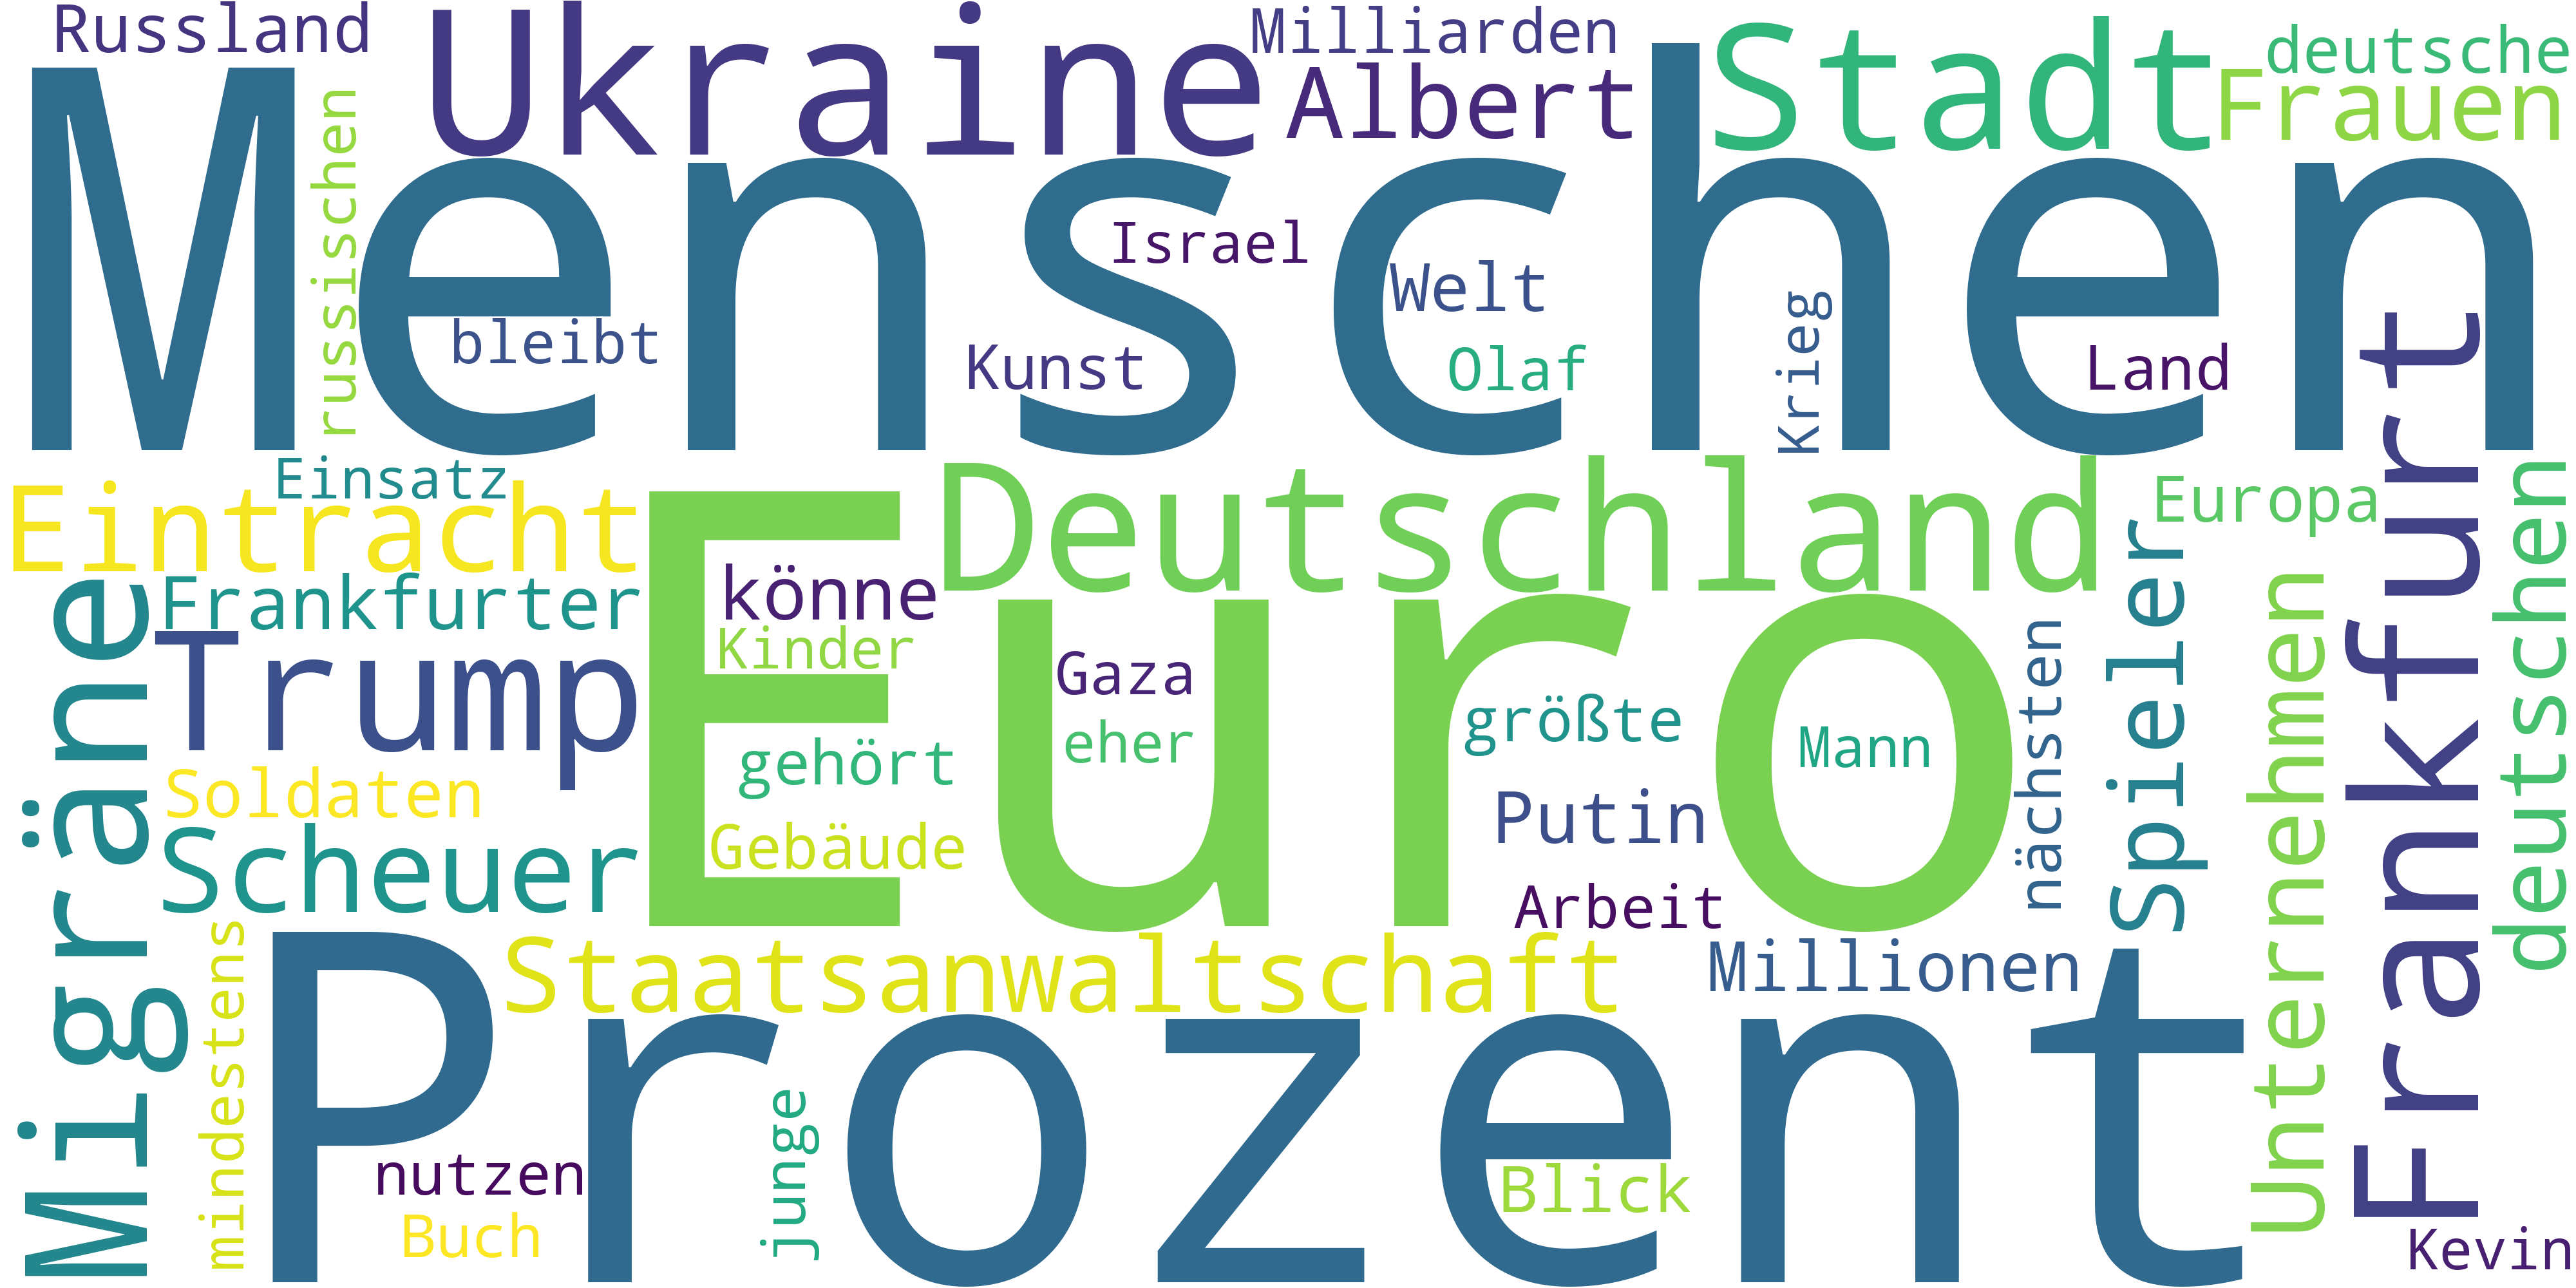 Russland
Ukraine
Milliarden
Albert
Stadt
deutsche
Frauen
Menschen
russischen
bleibt
Israel
Kunst
Welt
Olaf
Krieg
Land
Einsatz
Eintracht
Deutschland
Europa
Frankfurt
deutschen
Frankfurter
Migräne
Trump
Euro
könne
Kinder
Gaza
eher
gehört
größte
Mann
nächsten
Spieler
Unternehmen
Soldaten
Scheuer
Gebäude
Putin
Arbeit
mindestens
Staatsanwaltschaft
Millionen
Prozent
nutzen
Buch
junge
Blick
Kevin